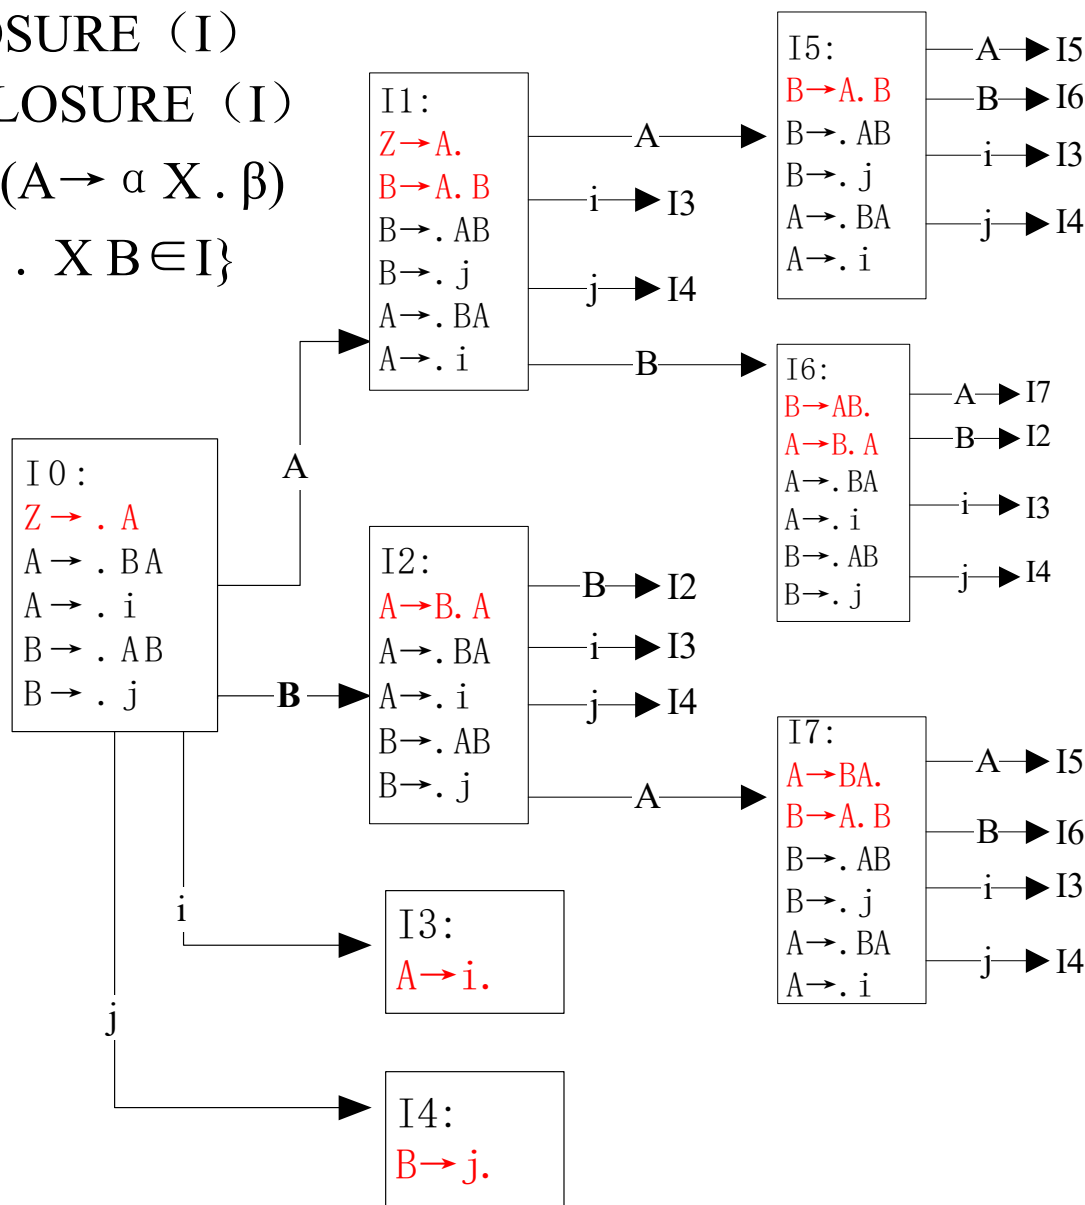 OSURE（I）
LOSURE（I）
(A→ α X . β)
. X B∈I}
I0:
Z→ . A
A→ . BA
A→ . i
B→ . AB
B→ . j
A
B
i
j
I1:
Z→A.
B→A. B
B→. AB
B→. j
A→. BA
A→. i
A
i I3
j I4
B
I2:
A→B. A
A→. BA
A→. i
B→. AB
B→. j
B I2
i I3
j I4
A
I3:
A→i.
I4:
B→j.
I5:
B→A. B
B→. AB
B→. j
A→. BA
A→. i
A I5
B I6
i I3
j I4
I6:
B→AB.
A→B. A
A→. BA
A→. i
B→. AB
B→. j
A I7
B I2
i I3
j I4
I7:
A→BA.
B→A. B
B→. AB
B→. j
A→. BA
A→. i
A I5
B I6
i I3
j I4